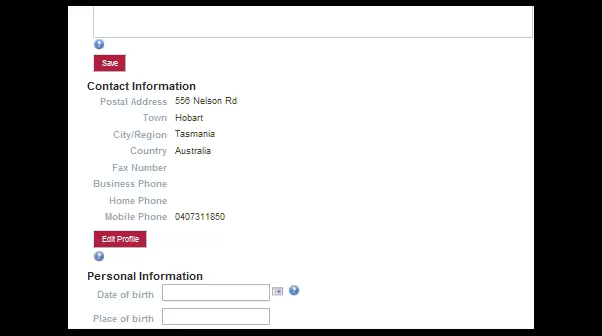 Save
Contact Information
Postal Address 556 Nelson Rd
Town Hobart
City/Region Tasmania
Country Australia
Fax Number
Business Phone
Home Phone
Mobile Phone 0407311850
Edit Profile
Personal Information
Date of birth
Place of birth